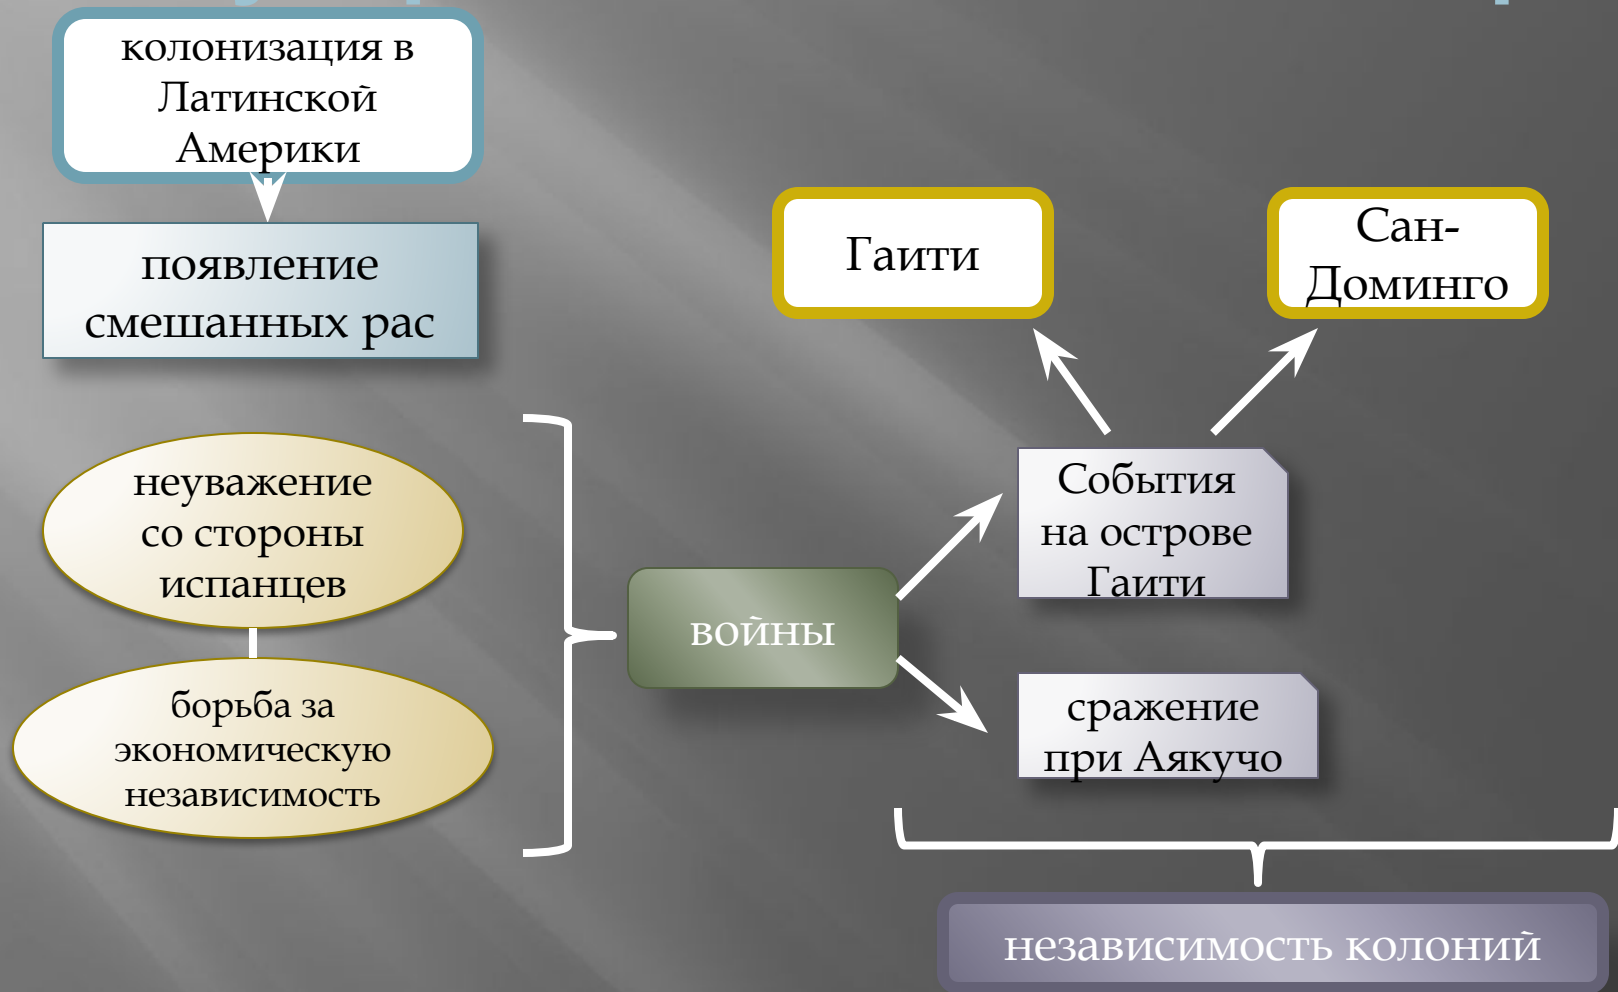 колонизация в
Латинской
Америки
появление
смешанных рас
неуважение
со стороны
испанцев
борьба за
экономическую
независимость
войны
Гаити
Сан-
Доминго
События
на острове
Гаити
сражение
при Аякучо
независимость колоний